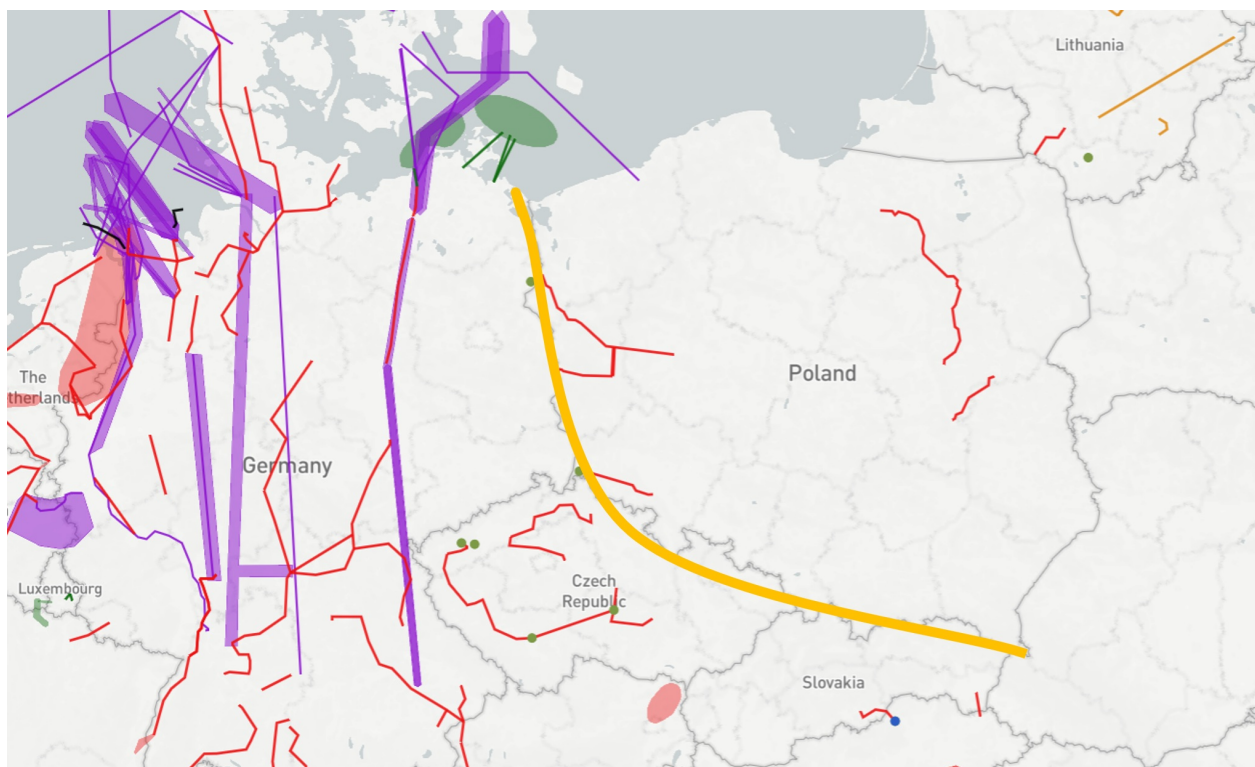 Lithuania
The
therlands
Poland
Germany
Luxembourg
Czech
Republic
Slovakia